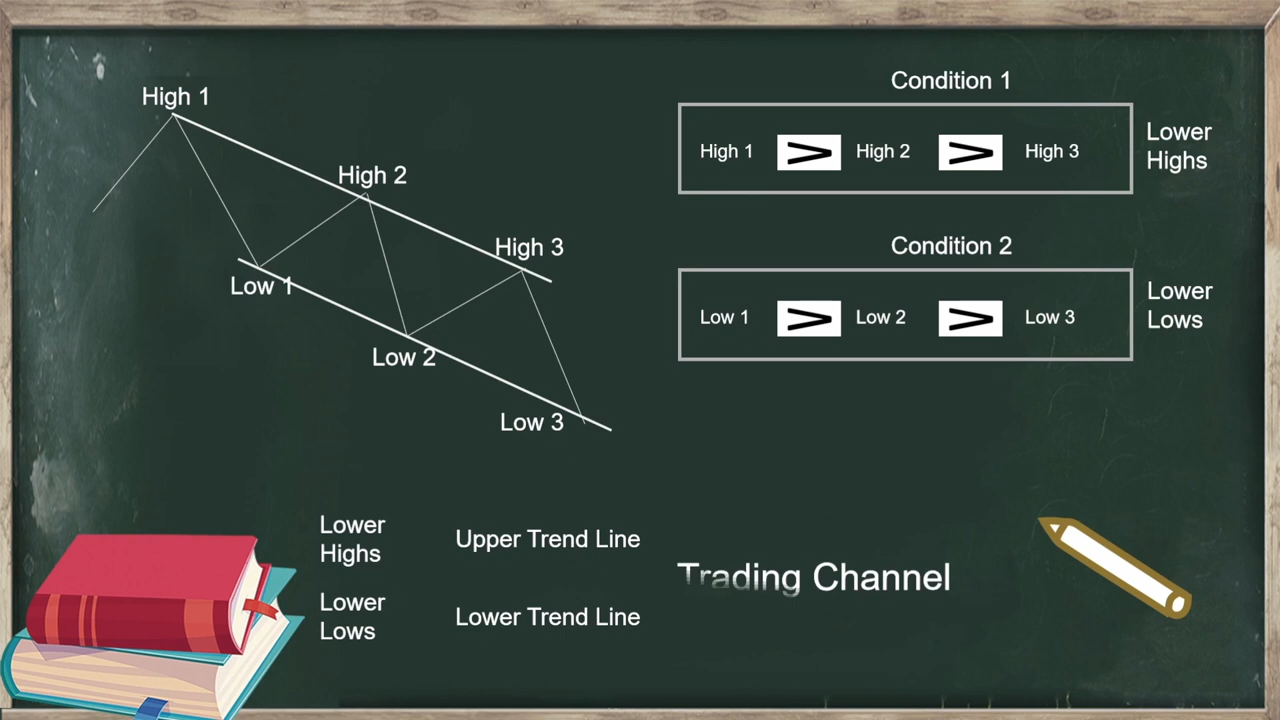 High 1
High 2
High 3
Low 1
Low 2
Low 3
Condition 1
High 1 > High 2 > High 3
Lower
Highs
Condition 2
Low 1 > Low 2 > Low 3
Lower
Lows
Lower
Highs
Upper Trend Line
Lower
Lows
Lower Trend Line
Trading Channel